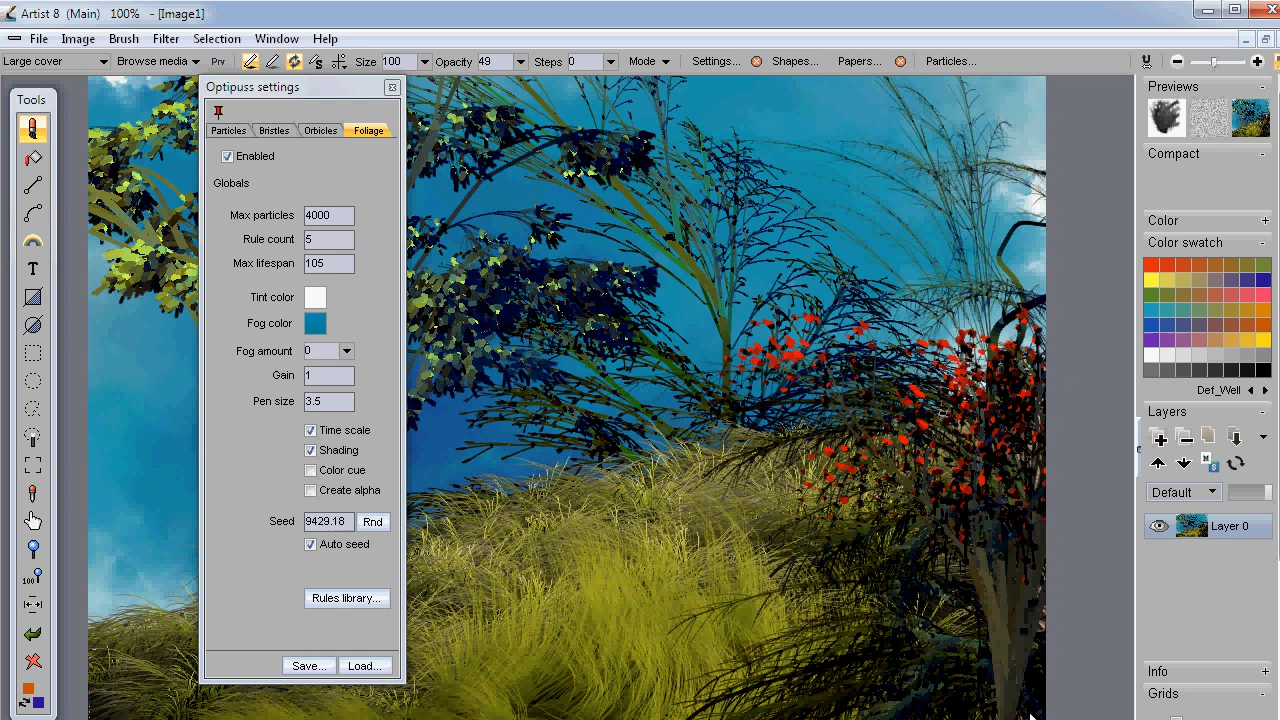 Artist 8 (Main) 100% - [Image1]
File Image Brush Filter Selection Window Help
Large cover Browse media Prv Size 100 Opacity 49 Steps 0 Mode Settings... Shapes... Papers... Particles...
Tools
T
100
Optipuss settings
Particles Bristles Orbicles Foliage
Enabled
Globals
Max particles 4000
Rule count 5
Max lifespan 105
Tint color
Fog color
Fog amount 0
Gain 1
Pen size 3.5
Time scale
Shading
Color cue
Create alpha
Seed 9429.18 Rnd
Auto seed
Rules library...
Save... Load...
Previews -
Compact
Color +
Color swatch -
Def_Well
Layers -
M
S
Default
Layer 0
Info +
Grids -